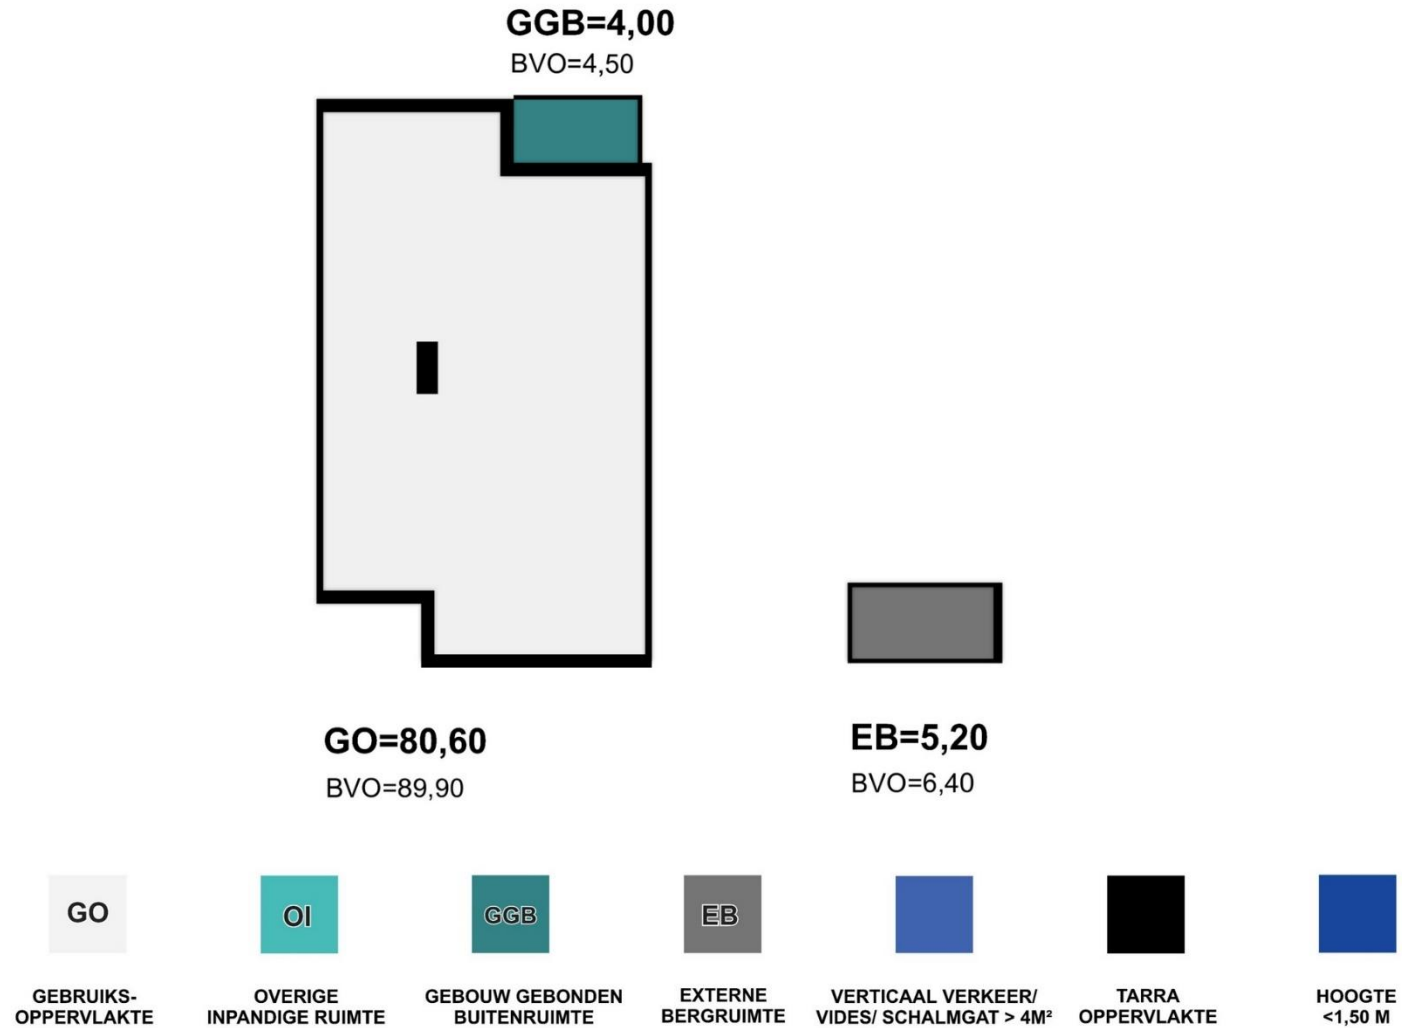 GGB=4,00
BVO=4,50
GO=80,60
BVO=89,90
EB=5,20
BVO=6,40
GO
OI
GGB
EB
GEBRUIKS-
OPPERVLAKTE
OVERIGE
INPANDIGE RUIMTE
GEBOUW GEBONDEN
BUITENRUIMTE
EXTERNE
BERGRUIMTE
VERTICAAL VERKEER/
VIDES/ SCHALMGAT > 4M²
TARRA
OPPERVLAKTE
HOOGTE
<1,50 M